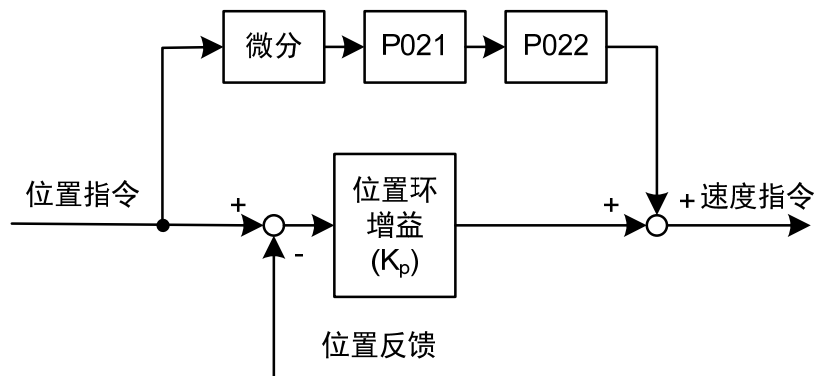 微分
P021
P022
位置指令
+
-
位置环
增益
(Kp)
+
+
速度指令
位置反馈